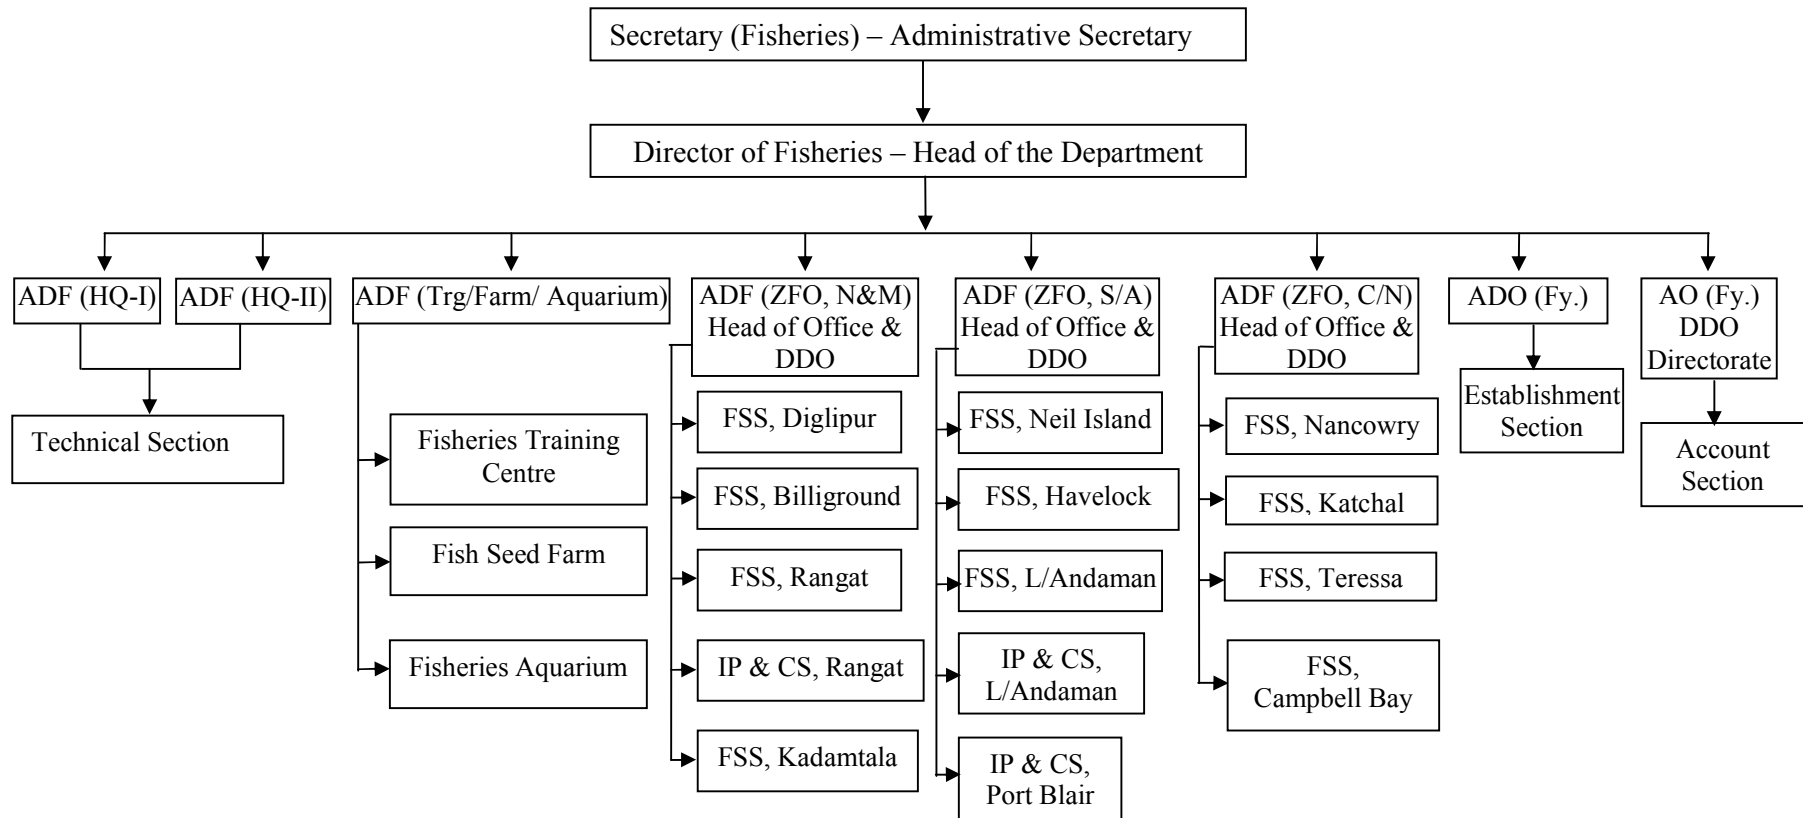 Secretary (Fisheries) – Administrative Secretary
Director of Fisheries – Head of the Department
ADF (HQ-I)
ADF (HQ-II)
Technical Section
ADF (Trg/Farm/ Aquarium)
Fisheries Training
Centre
Fish Seed Farm
Fisheries Aquarium
ADF (ZFO, N&M)
Head of Office &
DDO
FSS, Diglipur
FSS, Billiground
FSS, Rangat
IP & CS, Rangat
FSS, Kadamtala
ADF (ZFO, S/A)
Head of Office &
DDO
FSS, Neil Island
FSS, Havelock
FSS, L/Andaman
IP & CS,
L/Andaman
IP & CS,
Port Blair
ADF (ZFO, C/N)
Head of Office &
DDO
FSS, Nancowry
FSS, Katchal
FSS, Teressa
FSS,
Campbell Bay
ADO (Fy.)
Establishment
Section
AO (Fy.)
DDO
Directorate
Account
Section